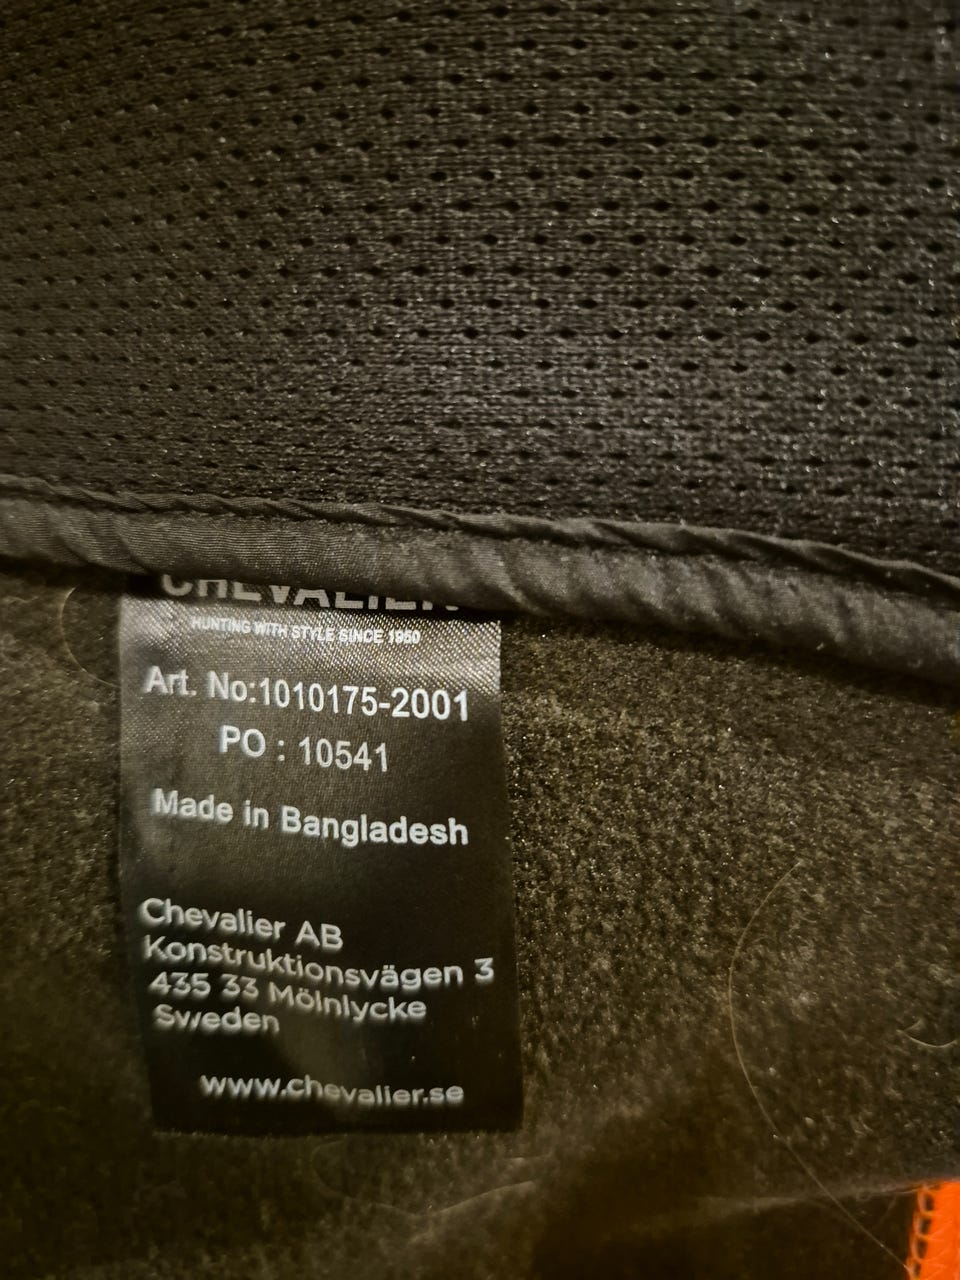 CHEVALIER
HUNTING WITH STYLE SINCE 1950
Art. No:1010175-2001
PO : 10541
Made in Bangladesh
Chevalier AB
Konstruktionsvägen 3
435 33 Mölnlycke
Sweden
www.chevalier.se